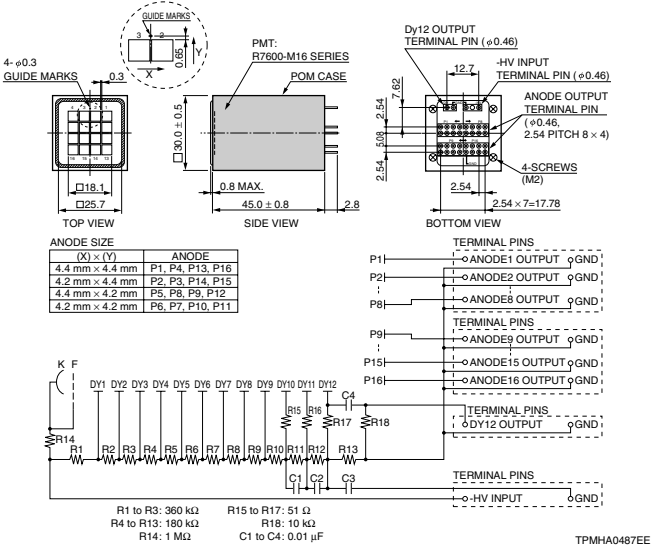 GUIDE MARKS
3 2
0.65
Y
X
4- φ0.3
GUIDE MARKS
0.3
4 3 2 1
16 15 14 13
□18.1
□25.7
TOP VIEW
PMT:
R7600-M16 SERIES
POM CASE
□30.0 ± 0.5
0.8 MAX.
45.0 ± 0.8
2.8
SIDE VIEW
Dy12 OUTPUT
TERMINAL PIN (φ0.46)
12.7
-HV INPUT
TERMINAL PIN (φ0.46)
7.62
2.54
5.08
2.54
ANODE OUTPUT
TERMINAL PIN
(φ0.46,
2.54 PITCH 8 × 4)
4-SCREWS
(M2)
2.54
2.54 × 7=17.78
BOTTOM VIEW
ANODE SIZE
(X) × (Y) ANODE
4.4 mm × 4.4 mm P1, P4, P13, P16
4.2 mm × 4.4 mm P2, P3, P14, P15
4.4 mm × 4.2 mm P5, P8, P9, P12
4.2 mm × 4.2 mm P6, P7, P10, P11
TERMINAL PINS
P1 ANODE1 OUTPUT GND
P2 ANODE2 OUTPUT GND
P8 ANODE8 OUTPUT GND
TERMINAL PINS
P9 ANODE9 OUTPUT GND
P15 ANODE15 OUTPUT GND
P16 ANODE16 OUTPUT GND
K F
DY1 DY2 DY3 DY4 DY5 DY6 DY7 DY8 DY9 DY10 DY11 DY12
C4
R15 R16 R17 R18
TERMINAL PINS
DY12 OUTPUT GND
R14
R1 R2 R3 R4 R5 R6 R7 R8 R9 R10 R11 R12 R13
C1 C2 C3
TERMINAL PINS
-HV INPUT GND
R1 to R3: 360 kΩ
R4 to R13: 180 kΩ
R14: 1 MΩ
R15 to R17: 51 Ω
R18: 10 kΩ
C1 to C4: 0.01 μF
TPMHA0487EE